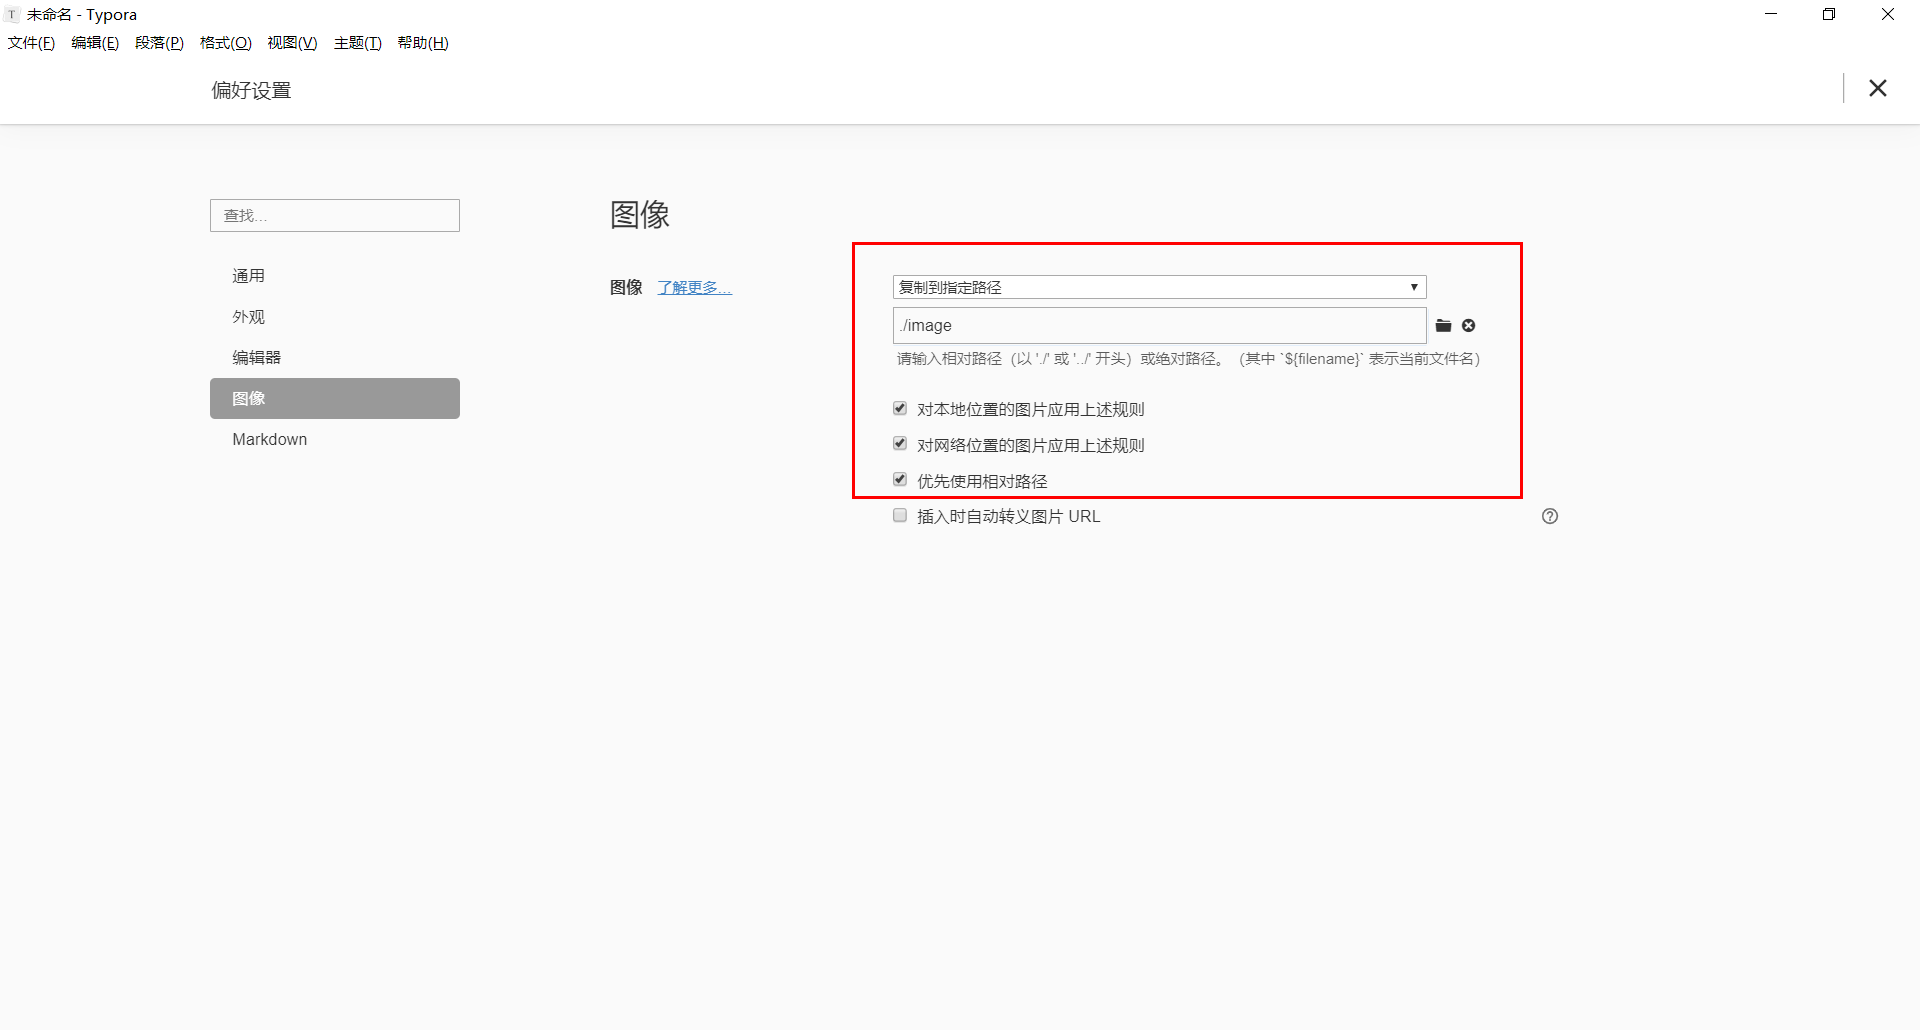 T 未命名 - Typora
文件(F) 编辑(E) 段落(P) 格式(O) 视图(V) 主题(T) 帮助(H)
偏好设置
查找...
通用
外观
编辑器
图像
Markdown
图像
图像 了解更多...
复制到指定路径
./image
请输入相对路径（以 './' 或 '../' 开头）或绝对路径。（其中 `${filename}` 表示当前文件名）
对本地位置的图片应用上述规则
对网络位置的图片应用上述规则
优先使用相对路径
插入时自动转义图片 URL